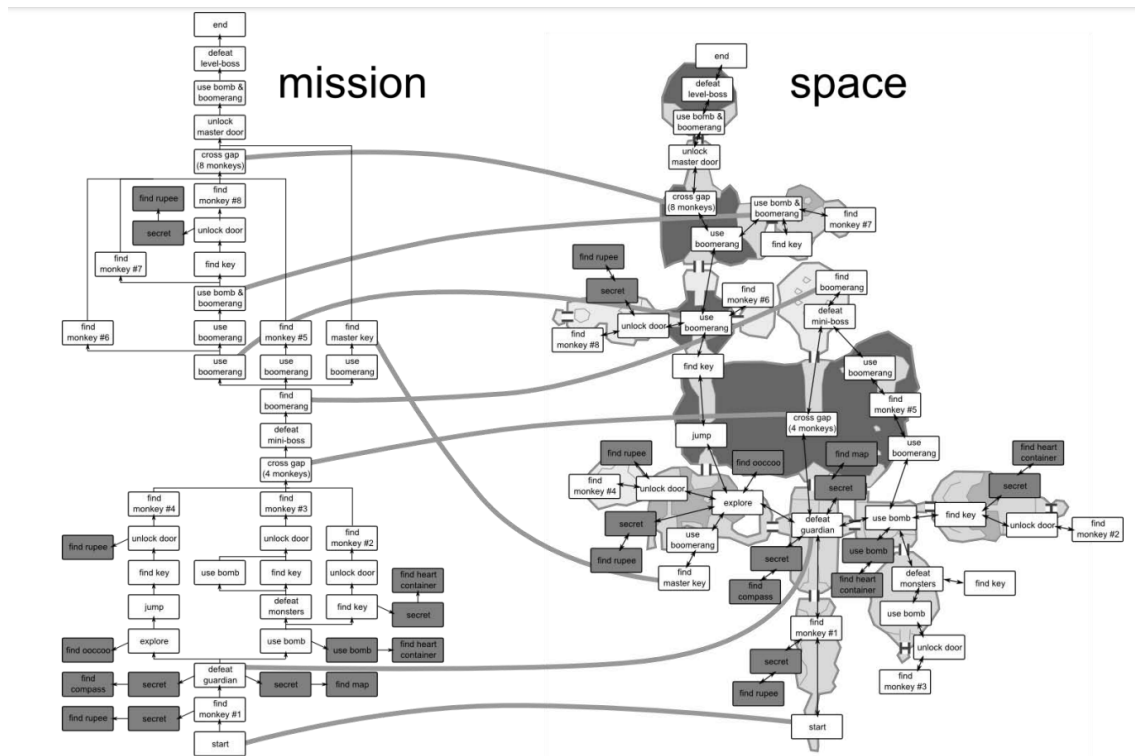 mission
end
defeat
level-boss
use bomb &
boomerang
unlock
master door
cross gap
(8 monkeys)
find rupee
find
monkey #8
secret
unlock door
find
monkey #7
find key
use bomb &
boomerang
find
monkey #6
use
boomerang
find
monkey #5
find
master key
use
boomerang
use
boomerang
use
boomerang
find
boomerang
defeat
mini-boss
cross gap
(4 monkeys)
find
monkey #4
find
monkey #3
find rupee
unlock door
unlock door
find
monkey #2
find key
use bomb
find key
unlock door
find heart
container
jump
defeat
monsters
find key
secret
find ooccoo
explore
use bomb
use bomb
find heart
container
find
compass
secret
defeat
guardian
secret
find map
find rupee
secret
find
monkey #1
start
space
end
defeat
level-boss
use bomb &
boomerang
unlock
master door
cross gap
(8 monkeys)
use bomb &
boomerang
find
monkey #7
use
boomerang
find key
find rupee
secret
find
monkey #6
find
boomerang
unlock door
use
boomerang
defeat
mini-boss
find
monkey #8
find key
use
boomerang
find
monkey #5
cross gap
(4 monkeys)
jump
use
boomerang
find rupee
find ooccoo
find map
find heart
container
find
monkey #4
unlock door
explore
secret
secret
secret
defeat
guardian
use bomb
find key
unlock door
find
monkey #2
find rupee
use
boomerang
secret
use bomb
find
master key
find
compass
find heart
container
defeat
monsters
find key
find
monkey #1
use bomb
secret
unlock door
find rupee
find
monkey #3
start